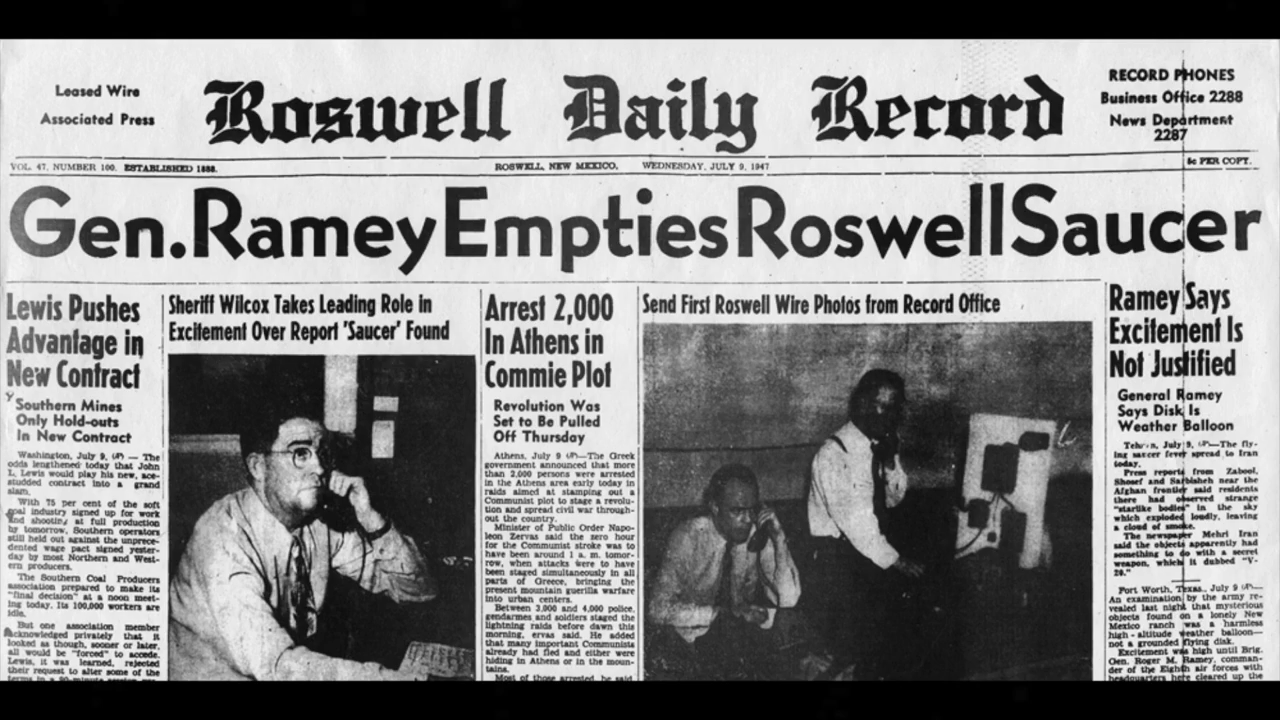 Leased Wire
Associated Press
Roswell Daily Record
RECORD PHONES
Business Office 2288
News Department
2287
VOL. 47, NUMBER 100. ESTABLISHED 1888.
ROSWELL, NEW MEXICO, WEDNESDAY, JULY 9, 1947
5c PER COPY.
Gen. Ramey Empties Roswell Saucer
Lewis Pushes
Advantage in
New Contract
Southern Mines
Only Hold-outs
In New Contract
Washington, July 9, (AP) — The
odds lengthened today that John
L. Lewis would play his new, ace-
studded contract into a grand
slam.
With 75 per cent of the soft
coal industry signed up for work
and shooting at full production
by tomorrow, Southern operators
still held out against the unprece-
dented wage pact signed yester-
day by most Northern and West-
ern producers.
The Southern Coal Producers
association prepared to make its
"final decision" at a noon meet-
ing today. Its 100,000 workers are
idle.
But one association member
acknowledged privately that it
looked as though, sooner or later,
all would be "forced" to accede.
Lewis, it was learned, rejected
their request to alter some of the
Sheriff Wilcox Takes Leading Role in
Excitement Over Report 'Saucer' Found
Arrest 2,000
In Athens in
Commie Plot
Revolution Was
Set to Be Pulled
Off Thursday
Athens, July 9 (AP)—The Greek
government announced that more
than 2,000 persons were arrested
in the Athens area early today in
raids aimed at stamping out a
Communist plot to stage a revolu-
tion and spread civil war through-
out the country.
Minister of Public Order Napo-
leon Zervas said the zero hour
for the Communist stroke was to
have been around 1 a. m. tomor-
row, when attacks were to have
been staged simultaneously in all
parts of Greece, bringing the
present mountain guerilla warfare
into urban centers.
Between 3,000 and 4,000 police,
gendarmes and soldiers staged the
lightning raids before dawn this
morning, ervas said. He added
that many important Communists
already had fled and either were
hiding in Athens or in the moun-
tains.
Most of those arrested, he said
Send First Roswell Wire Photos from Record Office
Ramey Says
Excitement Is
Not Justified
General Ramey
Says Disk Is
Weather Balloon
July 9, (AP)—The fly-
ing saucer fever spread to Iran
today.
Press reports from Zabool,
Shosef and Sarbisheh near the
Afghan frontier said residents
there had observed strange
"starlike bodies" in the sky
which exploded loudly, leaving
a cloud of smoke.
The newspaper Mehri Iran
said the objects apparently had
something to do with a secret
weapon, which it dubbed "V-
20."
Fort Worth, Texas, July 9 (AP)—
An examination by the army re-
vealed last night that mysterious
objects found on a lonely New
Mexico ranch was a harmless
high-altitude weather balloon—
not a grounded flying disk.
Excitement was high until Brig.
Gen. Roger M. Ramey, comman-
der of the Eighth air forces with
headquarters here cleared up the